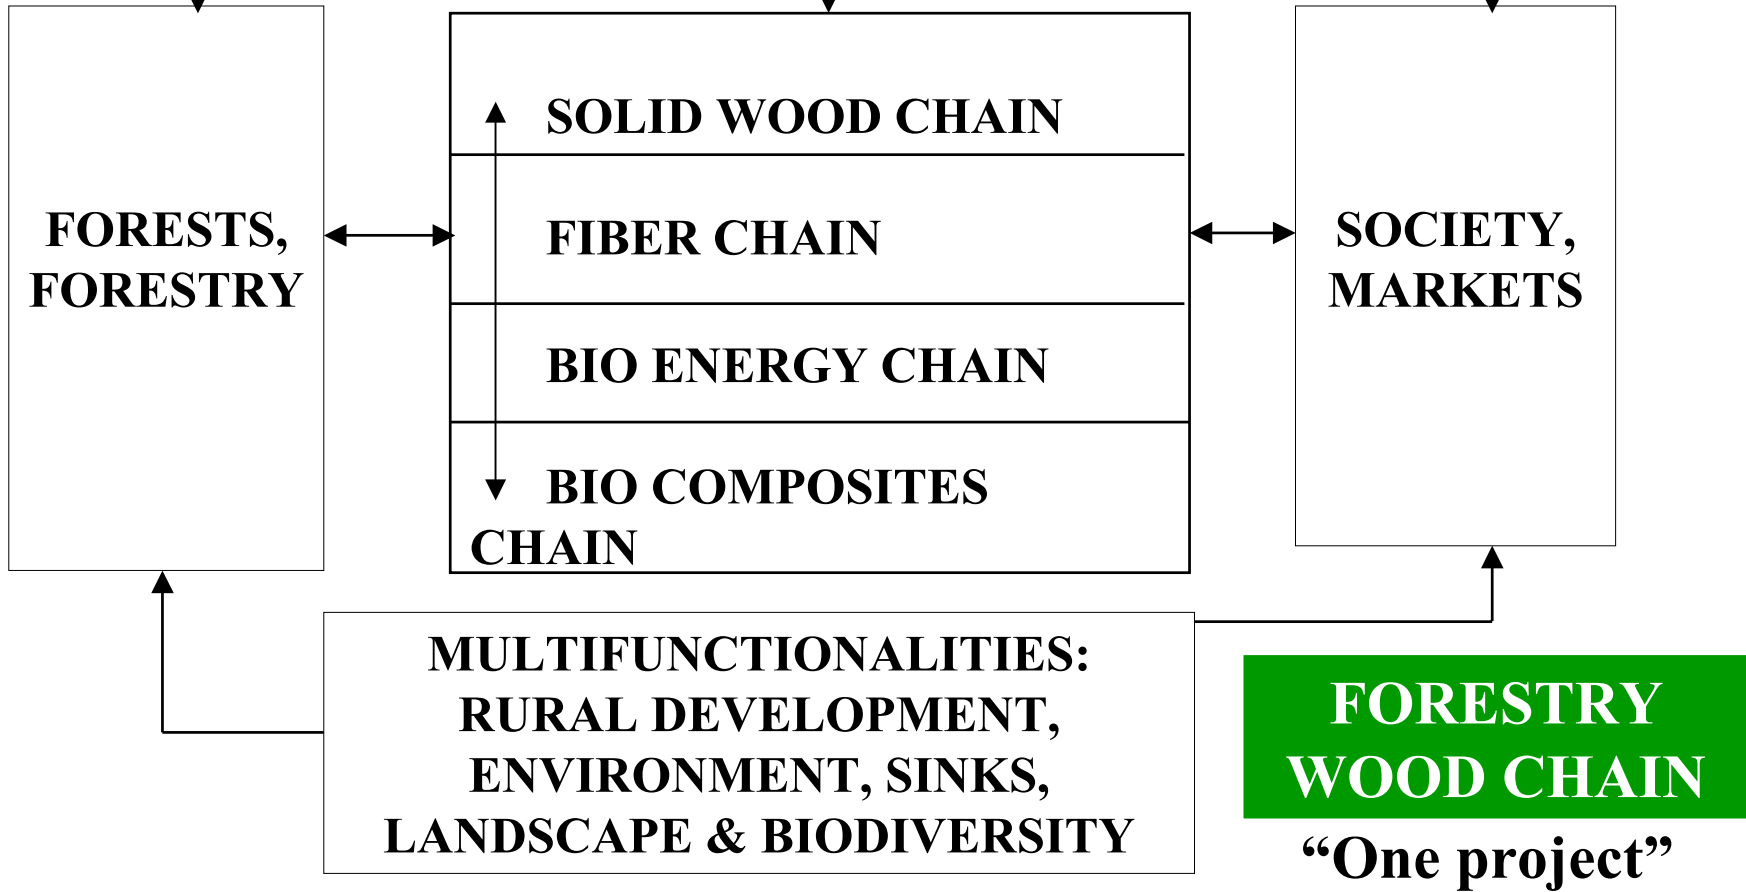 FORESTS,
FORESTRY
SOLID WOOD CHAIN
FIBER CHAIN
BIO ENERGY CHAIN
BIO COMPOSITES
CHAIN
SOCIETY,
MARKETS
MULTIFUNCTIONALITIES:
RURAL DEVELOPMENT,
ENVIRONMENT, SINKS,
LANDSCAPE & BIODIVERSITY
FORESTRY
WOOD CHAIN
“One project”